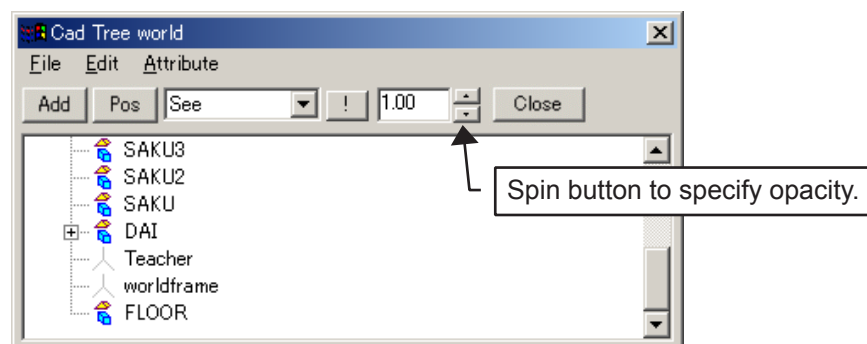 Cad Tree world
File Edit Attribute
Add Pos See ! 1.00 Close
SAKU3
SAKU2
SAKU
DAI
Teacher
worldframe
FLOOR
Spin button to specify opacity.